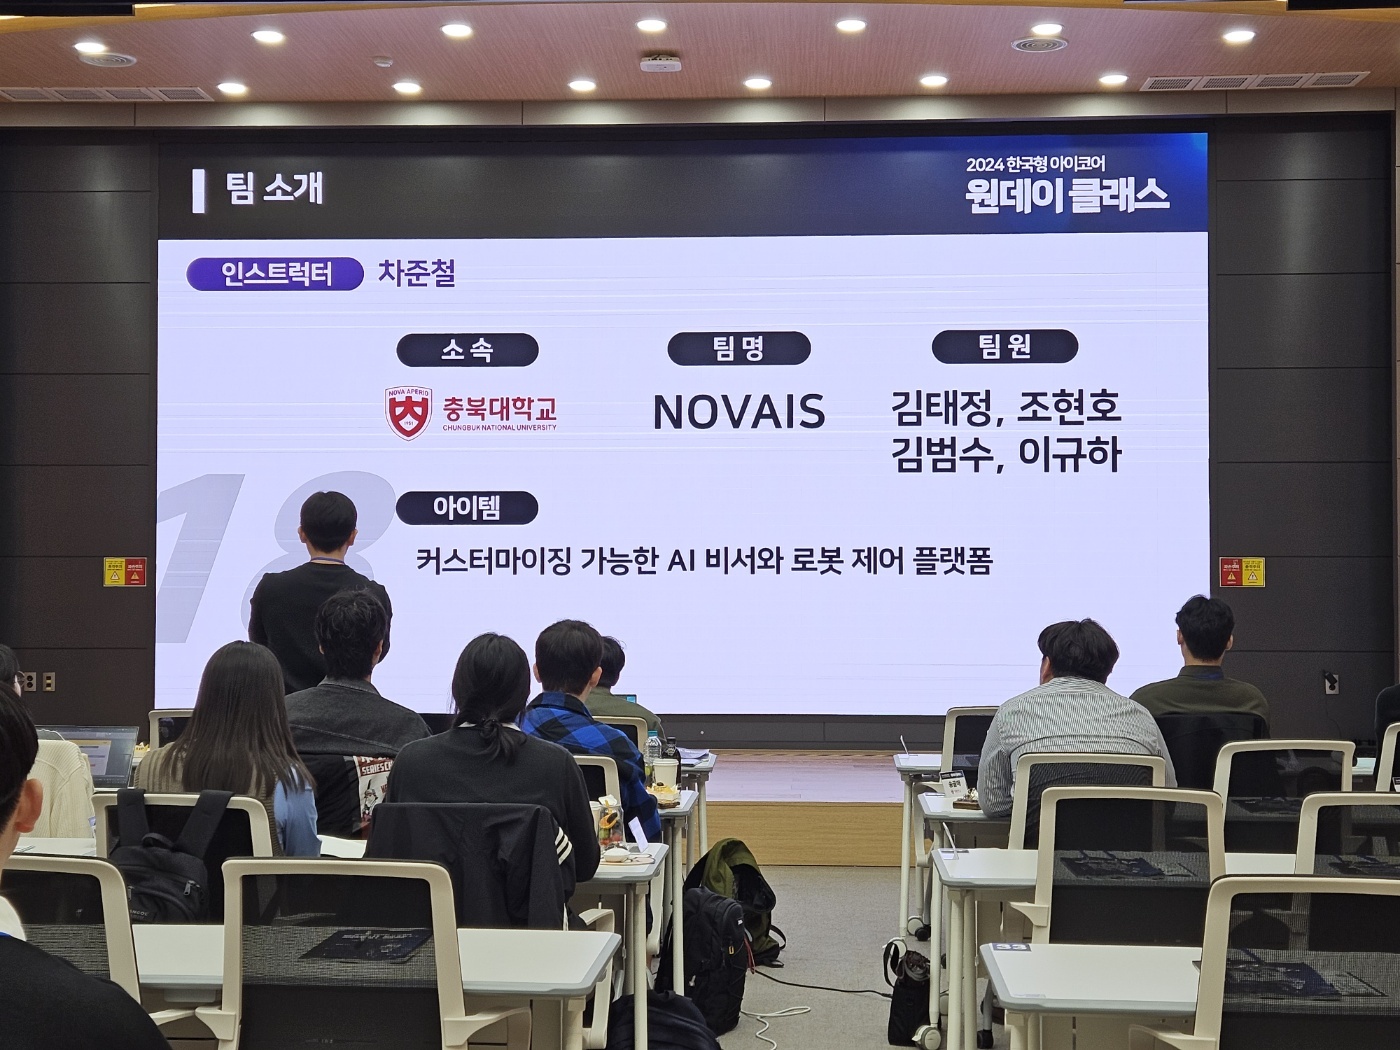 팀 소개
2024 한국형 아이코어
원데이 클래스
인스트럭터 차준철
소속
NOVA APERIO
1951
충북대학교
CHUNGBUK NATIONAL UNIVERSITY
팀명
NOVAIS
팀원
김태정, 조현호
김범수, 이규하
18
아이템
커스터마이징 가능한 AI 비서와 로봇 제어 플랫폼
33